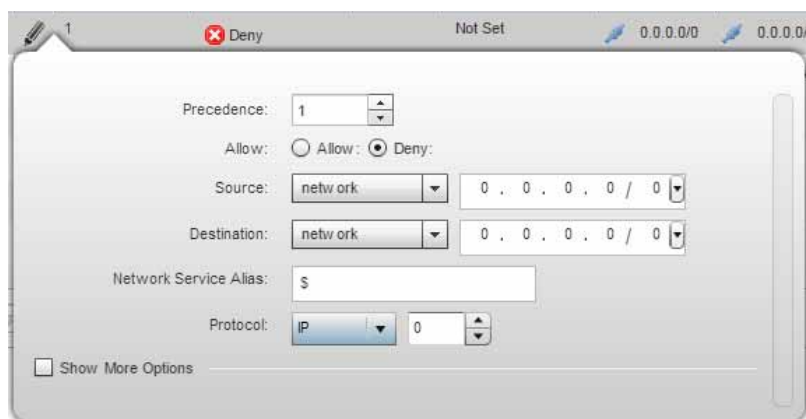 1 Deny Not Set 0.0.0.0/0 0.0.0.0/
Precedence: 1
Allow: Allow: Deny:
Source: network 0 . 0 . 0 . 0 / 0
Destination: network 0 . 0 . 0 . 0 / 0
Network Service Alias: $
Protocol: IP 0
Show More Options